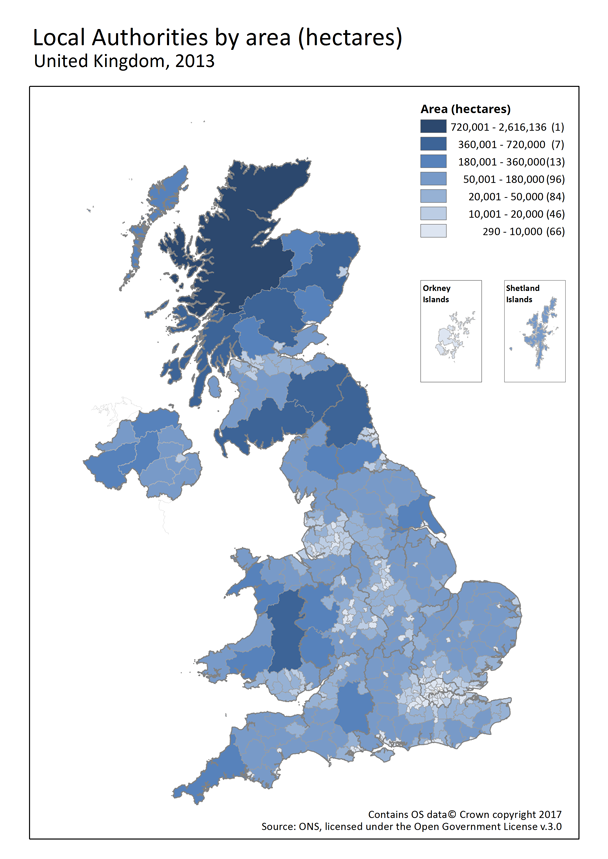 Local Authorities by area (hectares)
United Kingdom, 2013
Area (hectares)
720,001 - 2,616,136 (1)
360,001 - 720,000 (7)
180,001 - 360,000 (13)
50,001 - 180,000 (96)
20,001 - 50,000 (84)
10,001 - 20,000 (46)
290 - 10,000 (66)
Orkney
Islands
Shetland
Islands
Contains OS data© Crown copyright 2017
Source: ONS, licensed under the Open Government License v.3.0